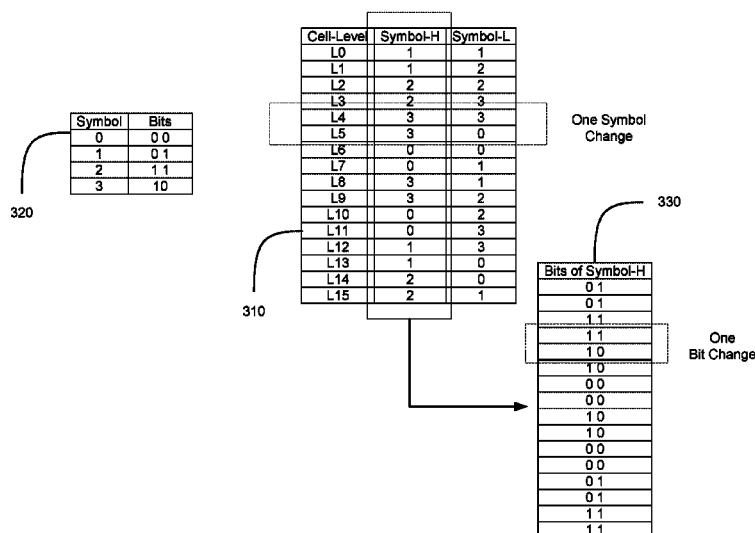 Cell-Level Symbol-H Symbol-L
L0 1 1
L1 1 2
L2 2 2
L3 2 3
L4 3 3
L5 3 0
L6 0 0
L7 0 1
L8 3 1
L9 3 2
L10 0 2
L11 0 3
L12 1 3
L13 1 0
L14 2 0
L15 2 1
One Symbol
Change
Symbol Bits
0 0 0
1 0 1
2 1 1
3 10
320
310
330
Bits of Symbol-H
0 1
0 1
1 1
1 1
1 0
1 0
0 0
0 0
1 0
1 0
0 0
0 0
0 1
0 1
1 1
1 1
One
Bit Change